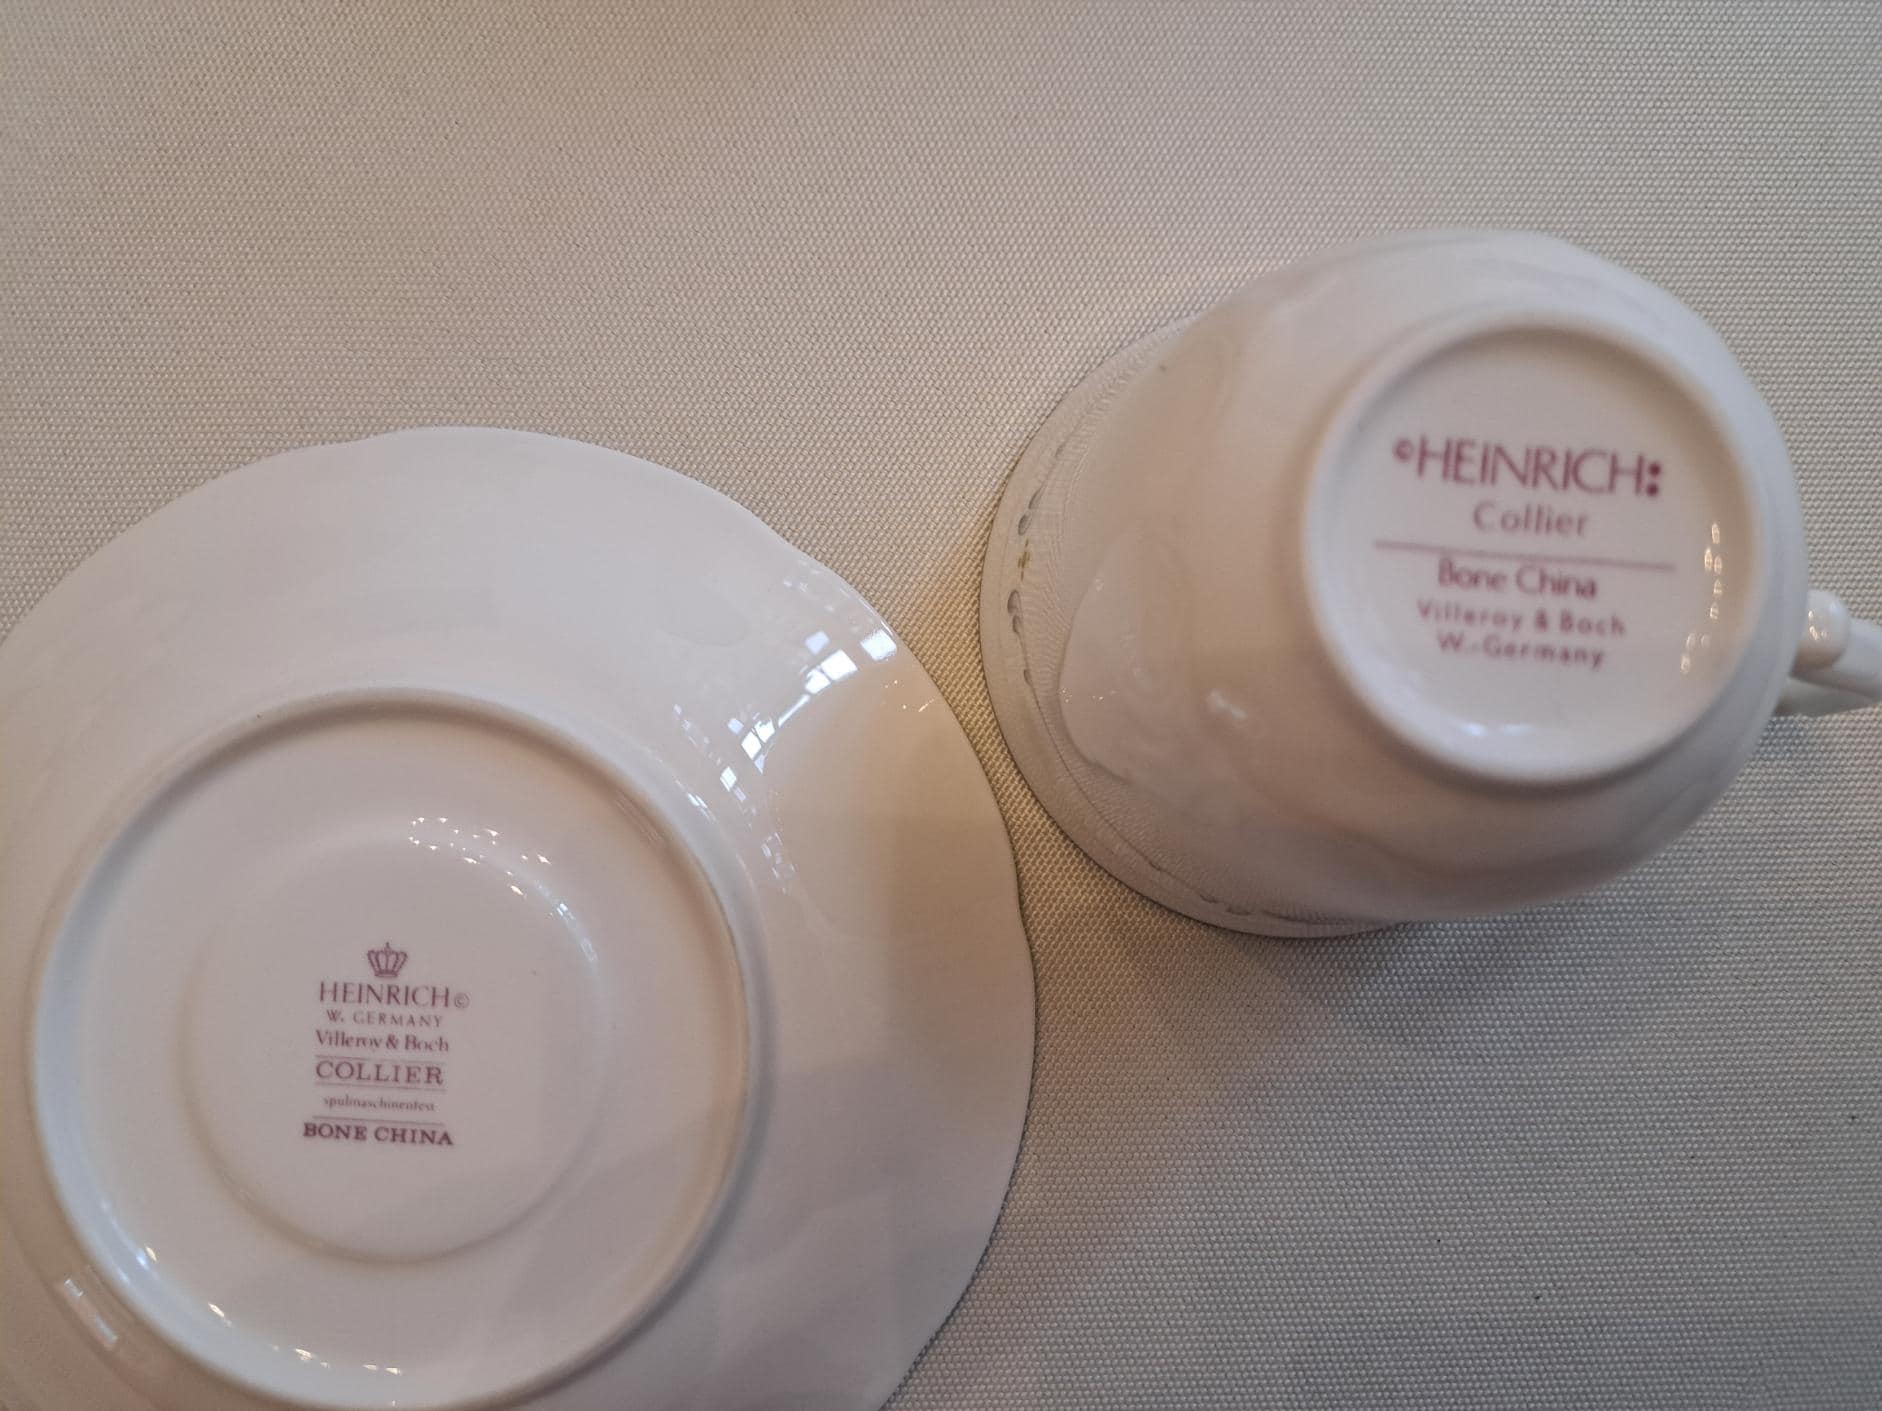 HEINRICH©
W. GERMANY
Villeroy & Boch
COLLIER
spülmaschinenfest
BONE CHINA
©HEINRICH:
Collier
Bone China
Villeroy & Boch
W.-Germany